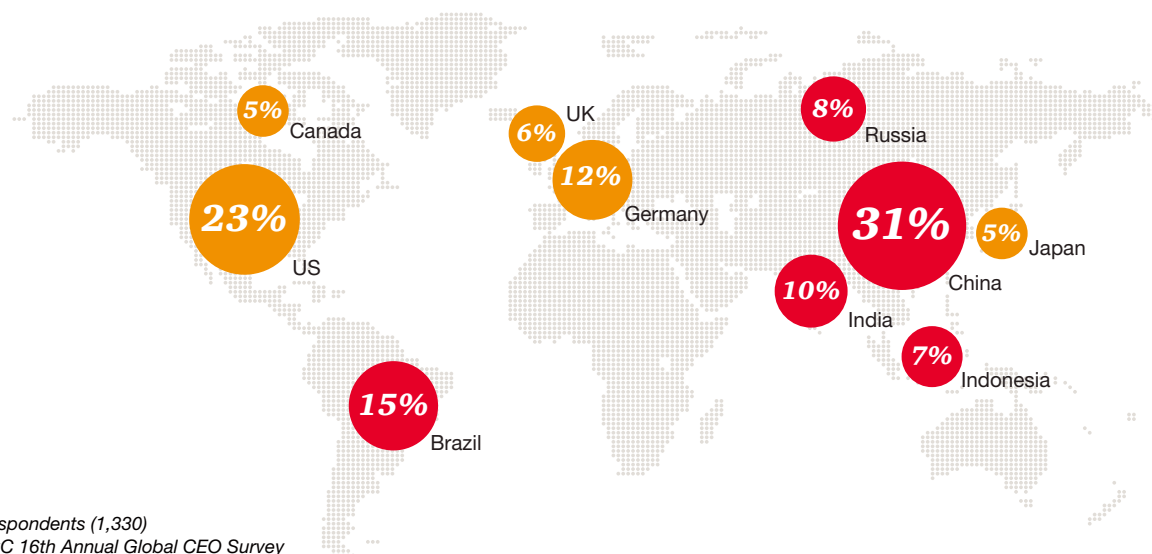 5%
Canada
23%
US
UK
6%
12%
Germany
8%
Russia
31%
China
5%
Japan
10%
India
7%
Indonesia
15%
Brazil
spondents (1,330)
C 16th Annual Global CEO Survey